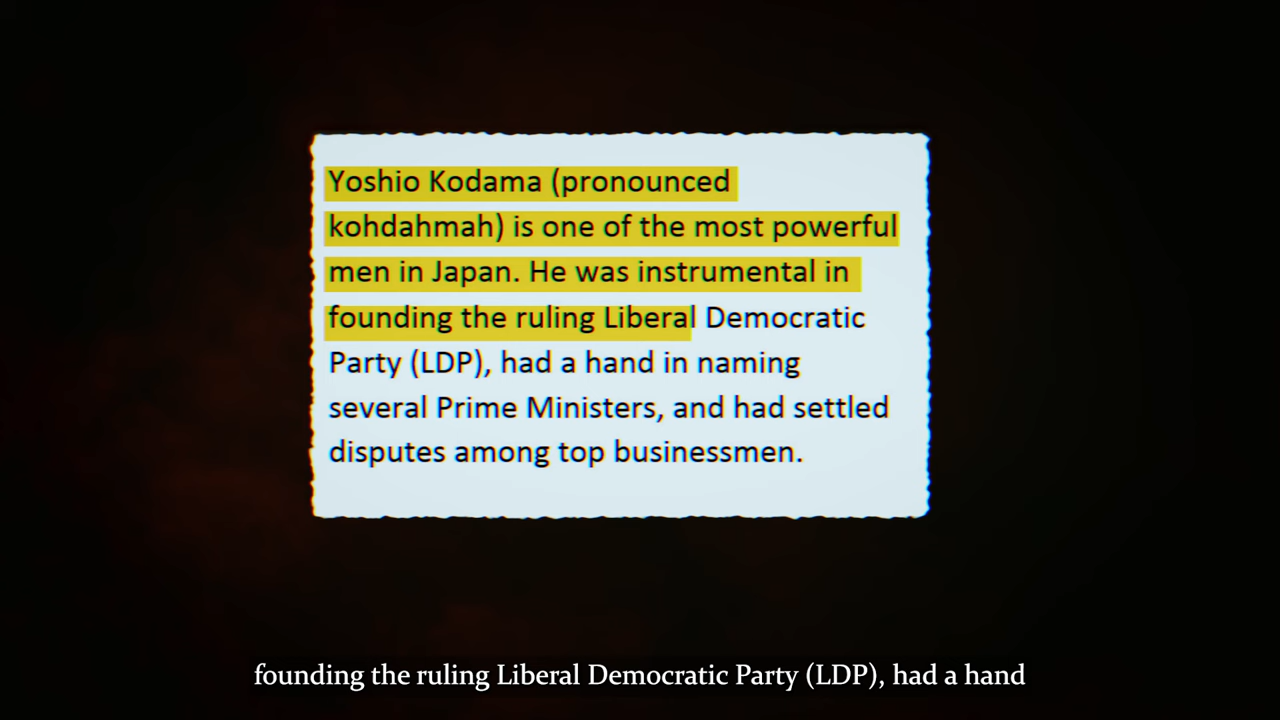 Yoshio Kodama (pronounced
kohdahmah) is one of the most powerful
men in Japan. He was instrumental in
founding the ruling Liberal Democratic
Party (LDP), had a hand in naming
several Prime Ministers, and had settled
disputes among top businessmen.
founding the ruling Liberal Democratic Party (LDP), had a hand